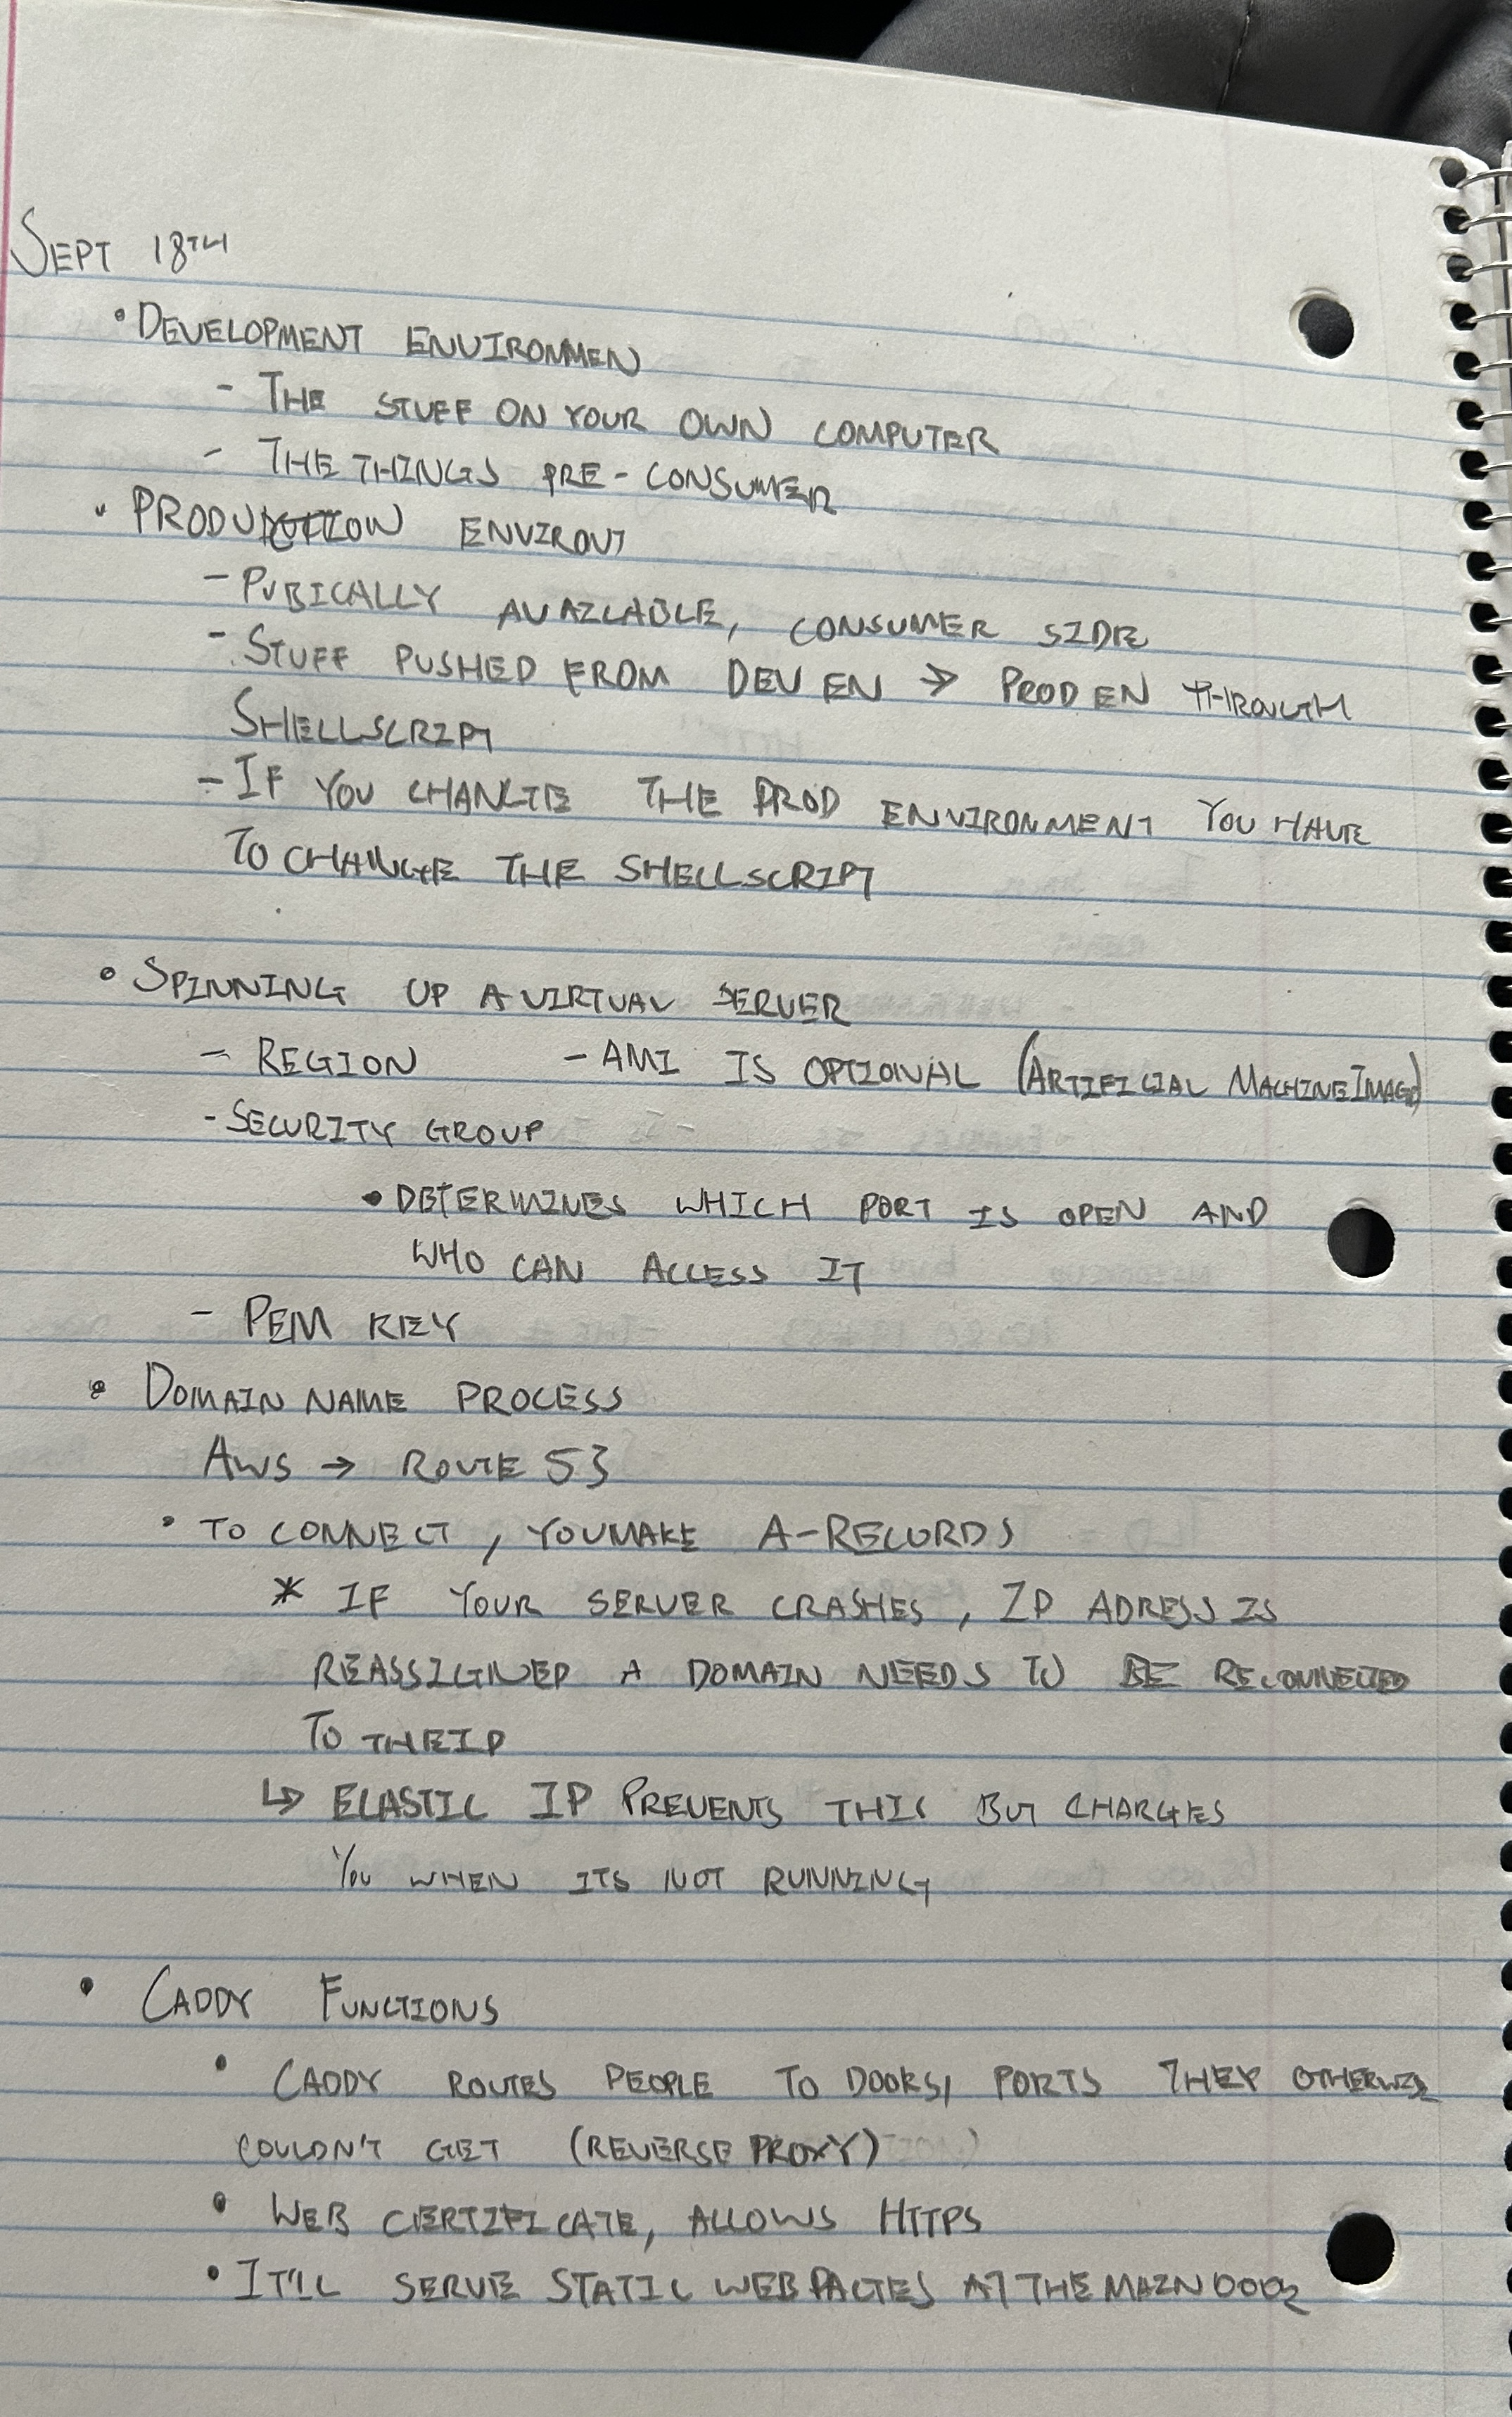 SEPT 18TH
• DEVELOPMENT ENVIRONMEN
- THE STUFF ON YOUR OWN COMPUTER
- THE THINGS PRE-CONSUMER
• PRODUCTION ENVIRONT
- PUBICALLY AVAILABLE, CONSUMER SIDE
- STUFF PUSHED FROM DEV EN → PROD EN THROUGH
SHELLSCRIPT
- IF YOU CHANGE THE PROD ENVIRONMENT YOU HAVE
TO CHANGE THE SHELLSCRIPT
• SPINNING UP A VIRTUAL SERVER
- REGION - AMI IS OPTIONAL (ARTIFICIAL MACHINE IMAGE)
- SECURITY GROUP
• DETERMINES WHICH PORT IS OPEN AND
WHO CAN ACCESS IT
- PEM KEY
• DOMAIN NAME PROCESS
AWS → ROUTE 53
• TO CONNECT, YOU MAKE A-RECORDS
* IF YOUR SERVER CRASHES, IP ADRESS IS
REASSIGNED A DOMAIN NEEDS TO BE RECONNECTED
TO THE IP
↳ ELASTIC IP PREVENTS THIS BUT CHARGES
YOU WHEN ITS NOT RUNNING
• CADDY FUNCTIONS
• CADDY ROUTES PEOPLE TO DOORS/ PORTS THEY OTHERWISE
COULDN'T GET (REVERSE PROXY)
• WEB CERTIFICATE, ALLOWS HTTPS
• IT'LL SERVE STATIC WEB PAGES AT THE MAIN DOOR